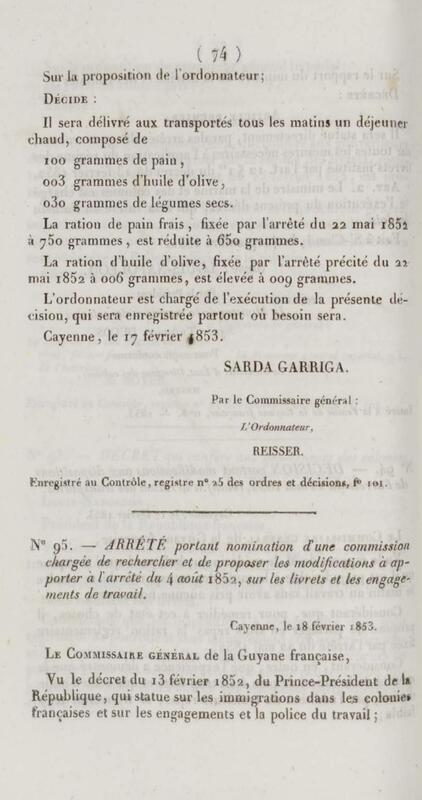 ( 74 )
Sur la proposition de l'ordonnateur;
DÉCIDE :
Il sera délivré aux transportés tous les matins un déjeuner
chaud, composé de
100 grammes de pain,
003 grammes d'huile d'olive,
030 grammes de légumes secs.
La ration de pain frais, fixée par l'arrêté du 22 mai 1852
à 750 grammes, est réduite à 650 grammes.
La ration d'huile d'olive, fixée par l'arrêté précité du 22
mai 1852 à 006 grammes, est élevée à 009 grammes.
L'ordonnateur est chargé de l'exécution de la présente dé-
cision, qui sera enregistrée partout où besoin sera.
Cayenne, le 17 février 1853.
SARDA GARRIGA.
Par le Commissaire général :
L'Ordonnateur,
REISSER.
Enregistré au Contrôle, registre n° 25 des ordres et décisions, f° 101.
N° 95. — ARRÊTÉ portant nomination d'une commission
chargée de rechercher et de proposer les modifications à ap-
porter à l'arrêté du 4 août 1852, sur les livrets et les engage-
ments de travail.
Cayenne, le 18 février 1853.
LE COMMISSAIRE GÉNÉRAL de la Guyane française,
Vu le décret du 13 février 1852, du Prince-Président de la
République, qui statue sur les immigrations dans les colonies
françaises et sur les engagements et la police du travail ;